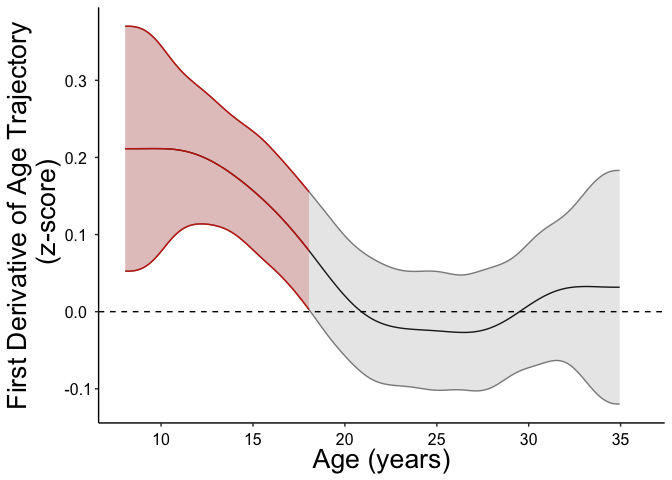 First Derivative of Age Trajectory
(z-score)
0.3
0.2
0.1
0.0
-0.1
10 15 20 25 30 35
Age (years)